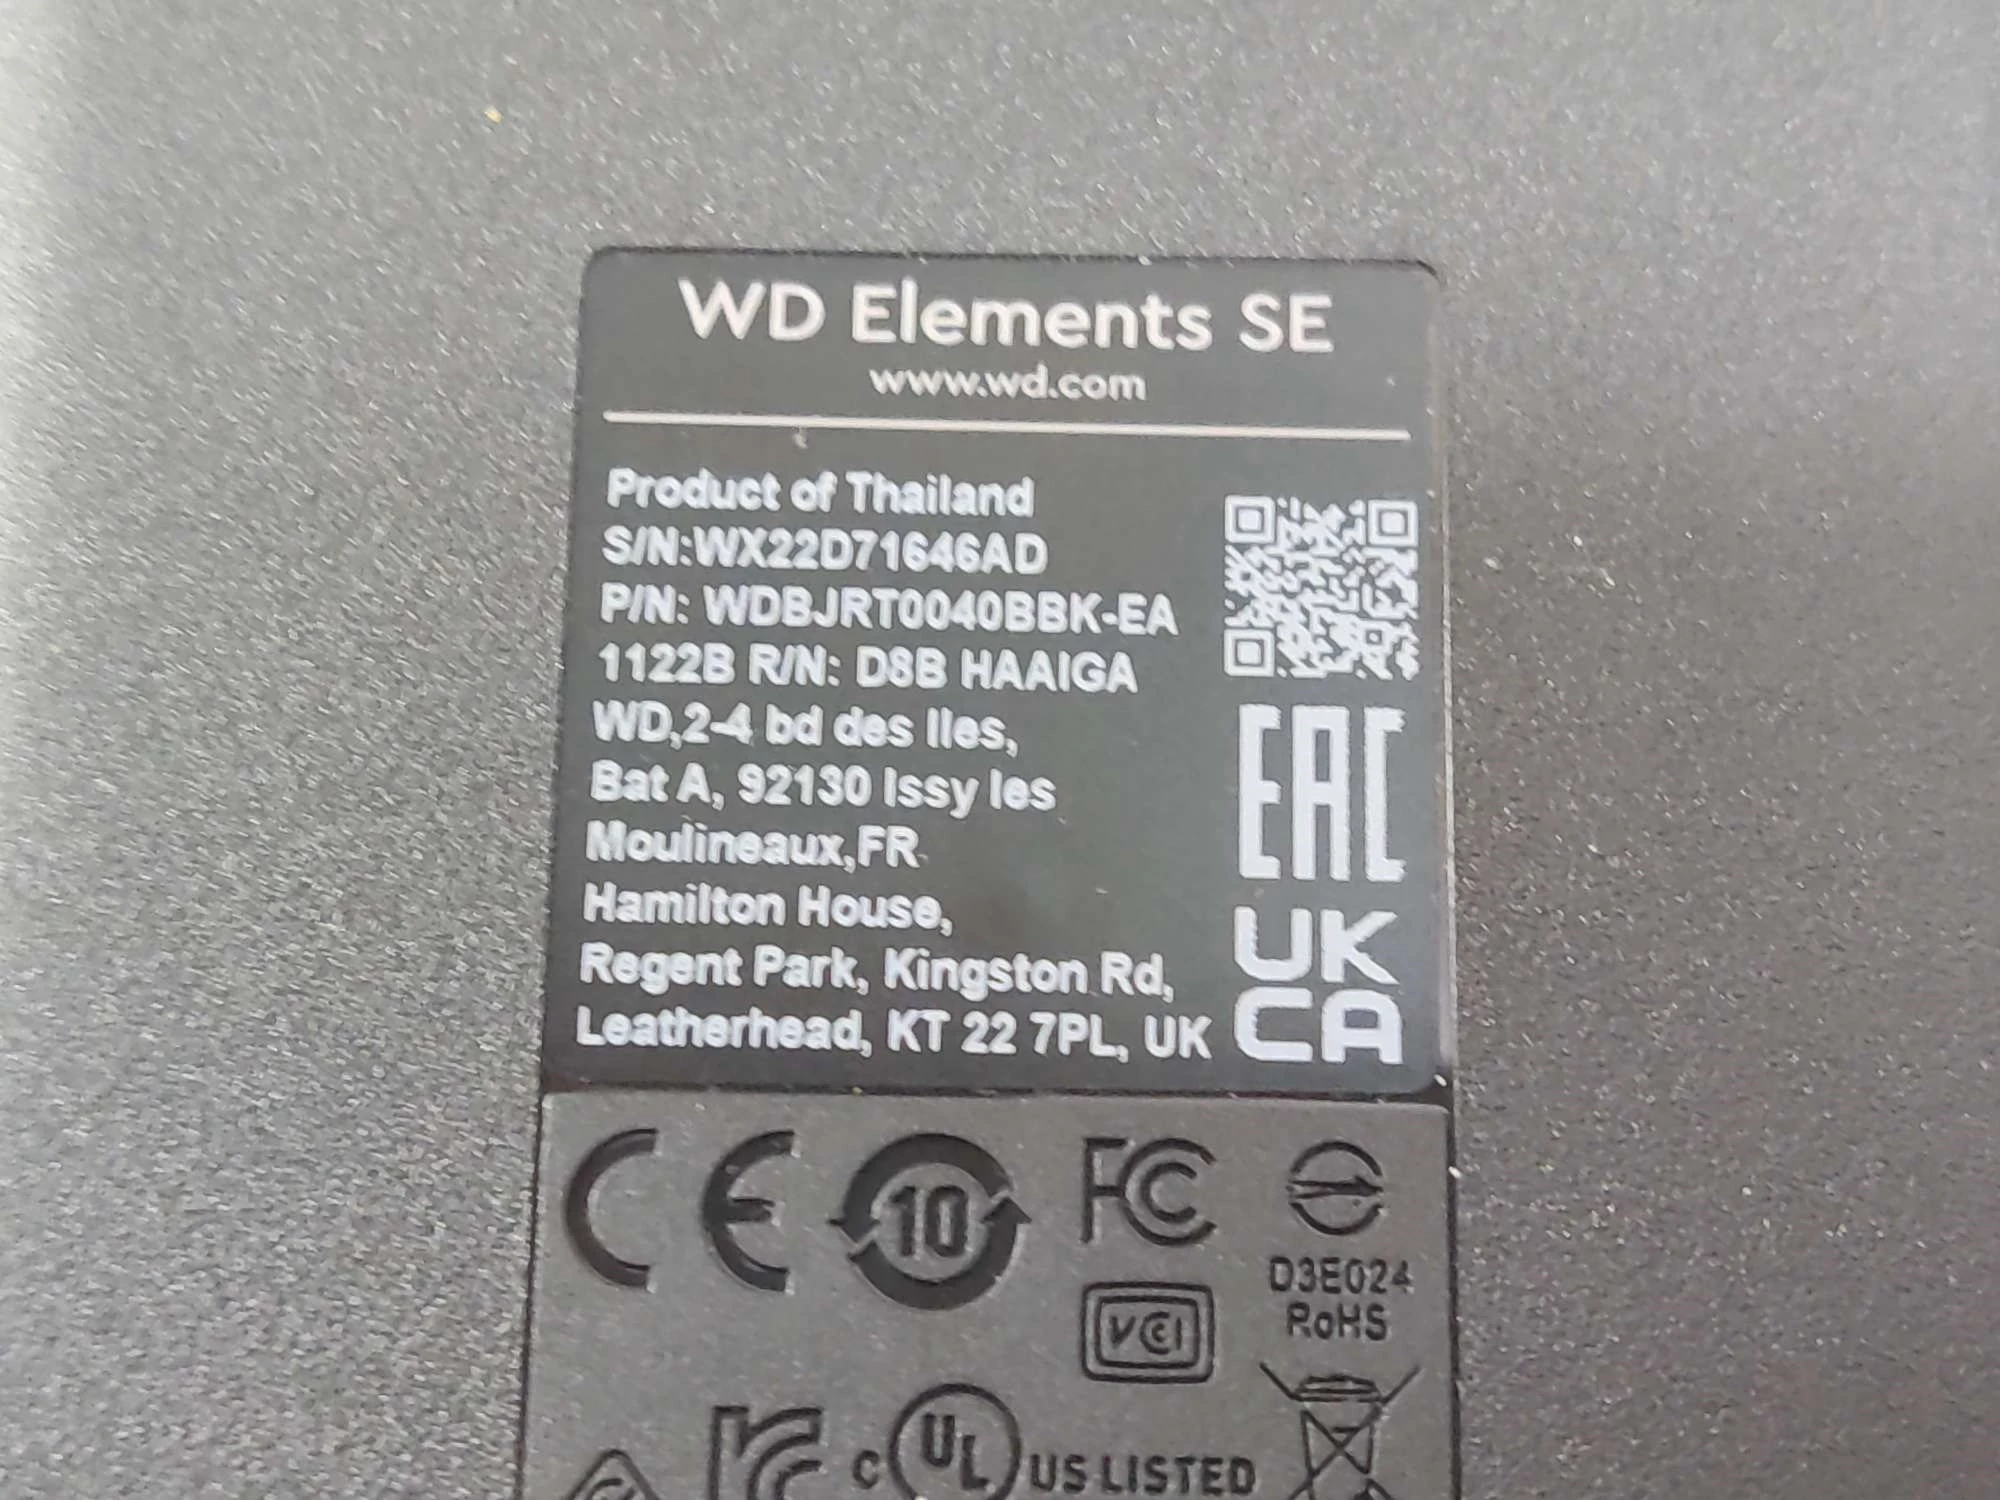 WD Elements SE
www.wd.com
Product of Thailand
S/N:WX22D71646AD
P/N: WDBJRT0040BBK-EA
1122B R/N: D8B HAAIGA
WD,2-4 bd des Iles,
Bat A, 92130 Issy les
Moulineaux,FR
Hamilton House,
Regent Park, Kingston Rd,
Leatherhead, KT 22 7PL, UK
EAC
UK
CA
CE 10 FC
D3E024
RoHS
VCCI
C UL US LISTED